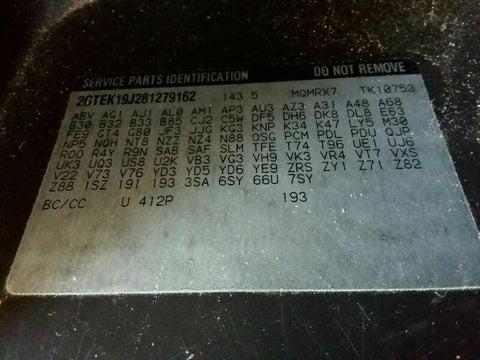 SERVICE PARTS IDENTIFICATION DO NOT REMOVE
2GTEK19J281279162 143.5 MQMRX7 TK10753
ABV AG1 AJ1 AL0 AM1 AP3 AU3 AZ3 A31 A48 A68
B30 B32 B33 B85 CJ2 C5W DF5 DH6 DK8 DL8 E63
FE9 GT4 G80 JF3 JJG KG3 KNP K34 K47 LY5 M30
NP5 NQH NT8 NZZ NZ4 N88 OSG PCM PDL PDU QJP
R00 R4Y R9N SAB SAF SLM TFE T74 T96 UE1 UJ6
UK3 UQ3 US8 U2K VB3 VG3 VH9 VK3 VR4 VT7 VXS
V22 V73 V76 YD3 YD5 YD6 YE9 ZRS ZY1 Z71 Z82
Z88 1SZ 19I 193 3SA 6SY 66U 7SY
BC/CC U 412P 193